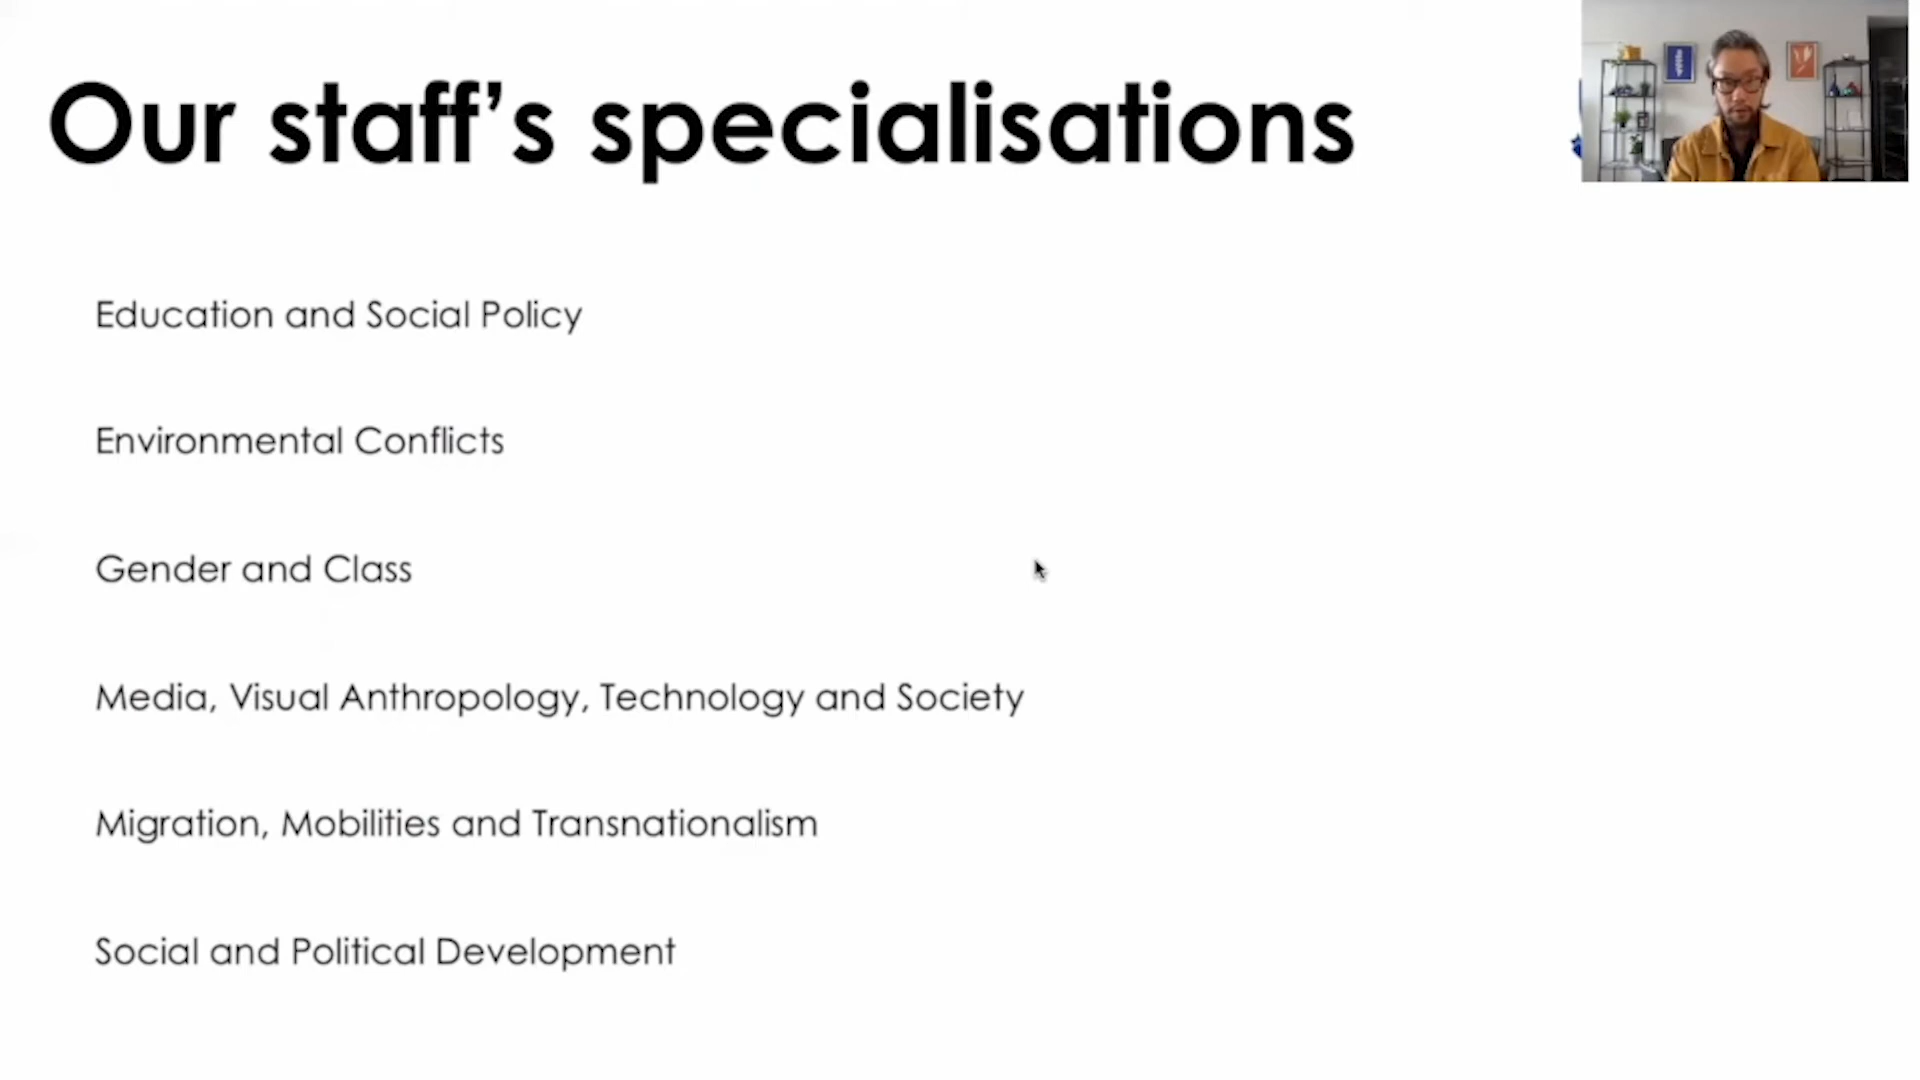 Our staff’s specialisations
Education and Social Policy
Environmental Conflicts
Gender and Class
Media, Visual Anthropology, Technology and Society
Migration, Mobilities and Transnationalism
Social and Political Development